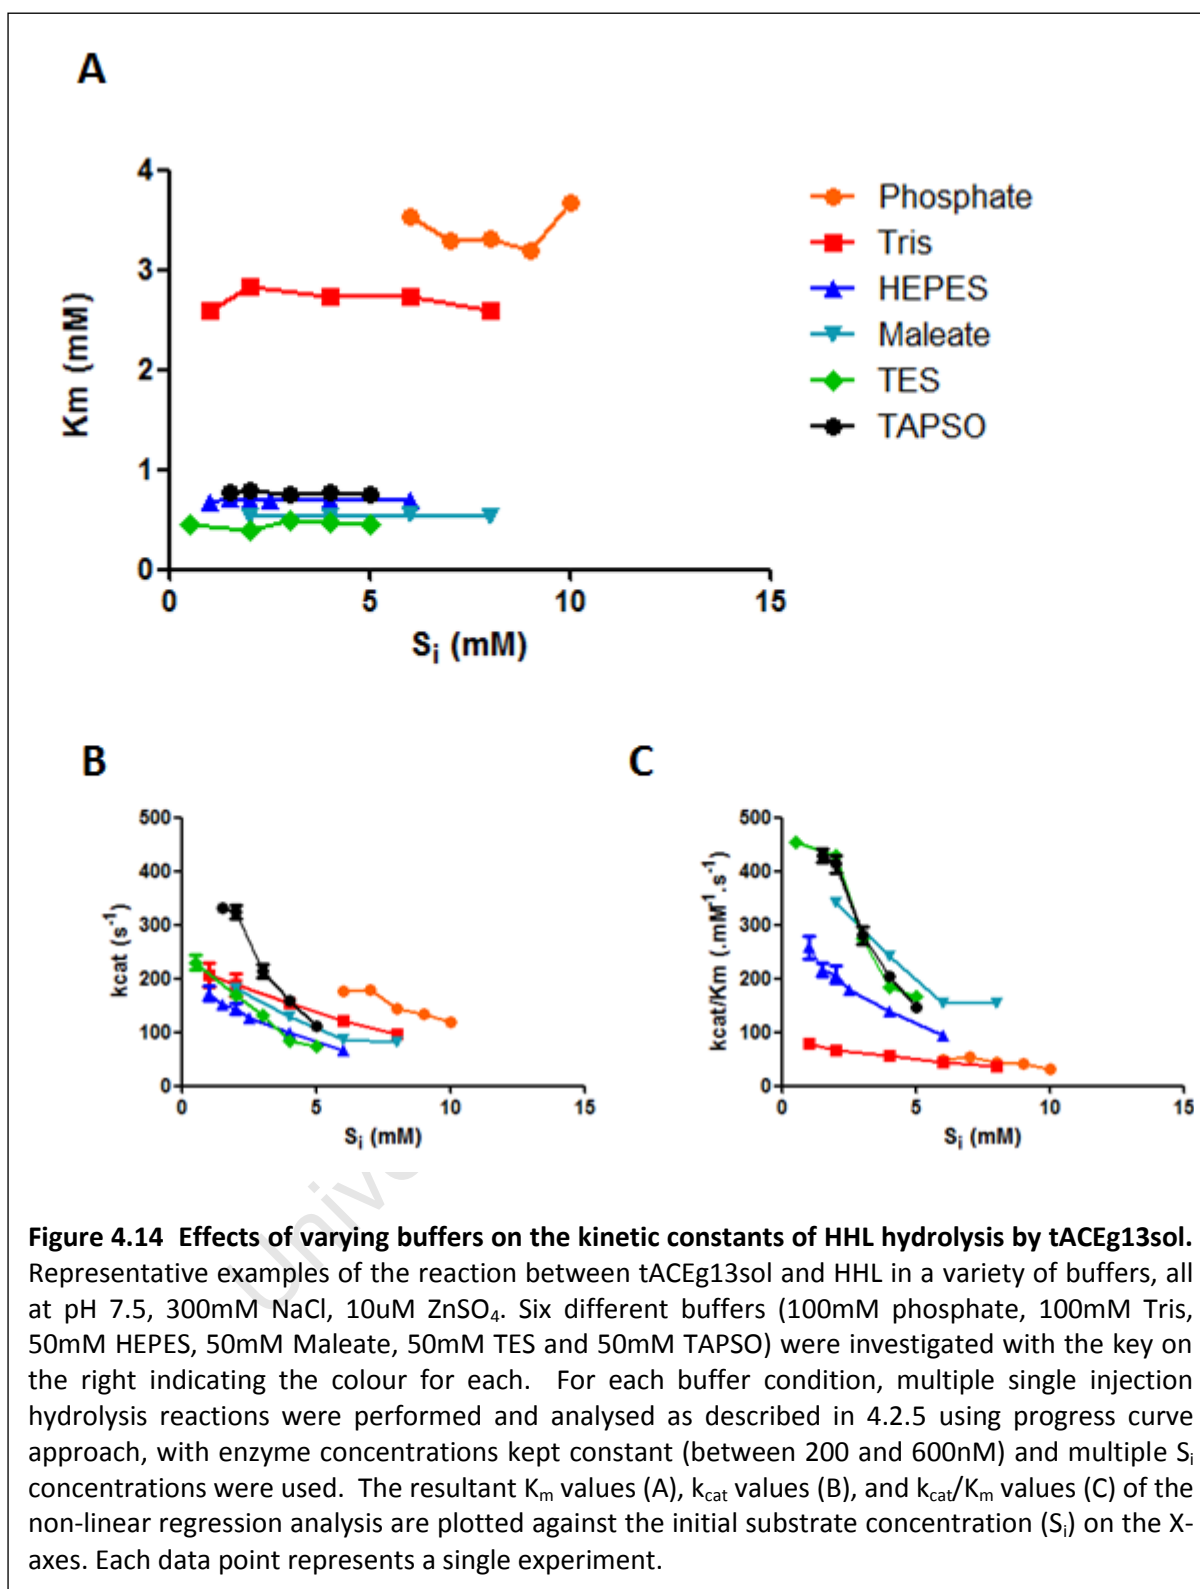 A
4
3
2
1
0
0
5
10
15
Km (mM)
Sᵢ (mM)
Phosphate
Tris
HEPES
Maleate
TES
TAPSO
B
500
400
300
200
100
0
0
5
10
15
kcat (s⁻¹)
Sᵢ (mM)
C
500
400
300
200
100
0
0
5
10
15
kcat/Km (.mM⁻¹.s⁻¹)
Sᵢ (mM)
Unive
Figure 4.14 Effects of varying buffers on the kinetic constants of HHL hydrolysis by tACEg13sol.
Representative examples of the reaction between tACEg13sol and HHL in a variety of buffers, all
at pH 7.5, 300mM NaCl, 10uM ZnSO₄. Six different buffers (100mM phosphate, 100mM Tris,
50mM HEPES, 50mM Maleate, 50mM TES and 50mM TAPSO) were investigated with the key on
the right indicating the colour for each. For each buffer condition, multiple single injection
hydrolysis reactions were performed and analysed as described in 4.2.5 using progress curve
approach, with enzyme concentrations kept constant (between 200 and 600nM) and multiple Sᵢ
concentrations were used. The resultant Kₘ values (A), k_cat values (B), and k_cat/Kₘ values (C) of the
non-linear regression analysis are plotted against the initial substrate concentration (Sᵢ) on the X-
axes. Each data point represents a single experiment.